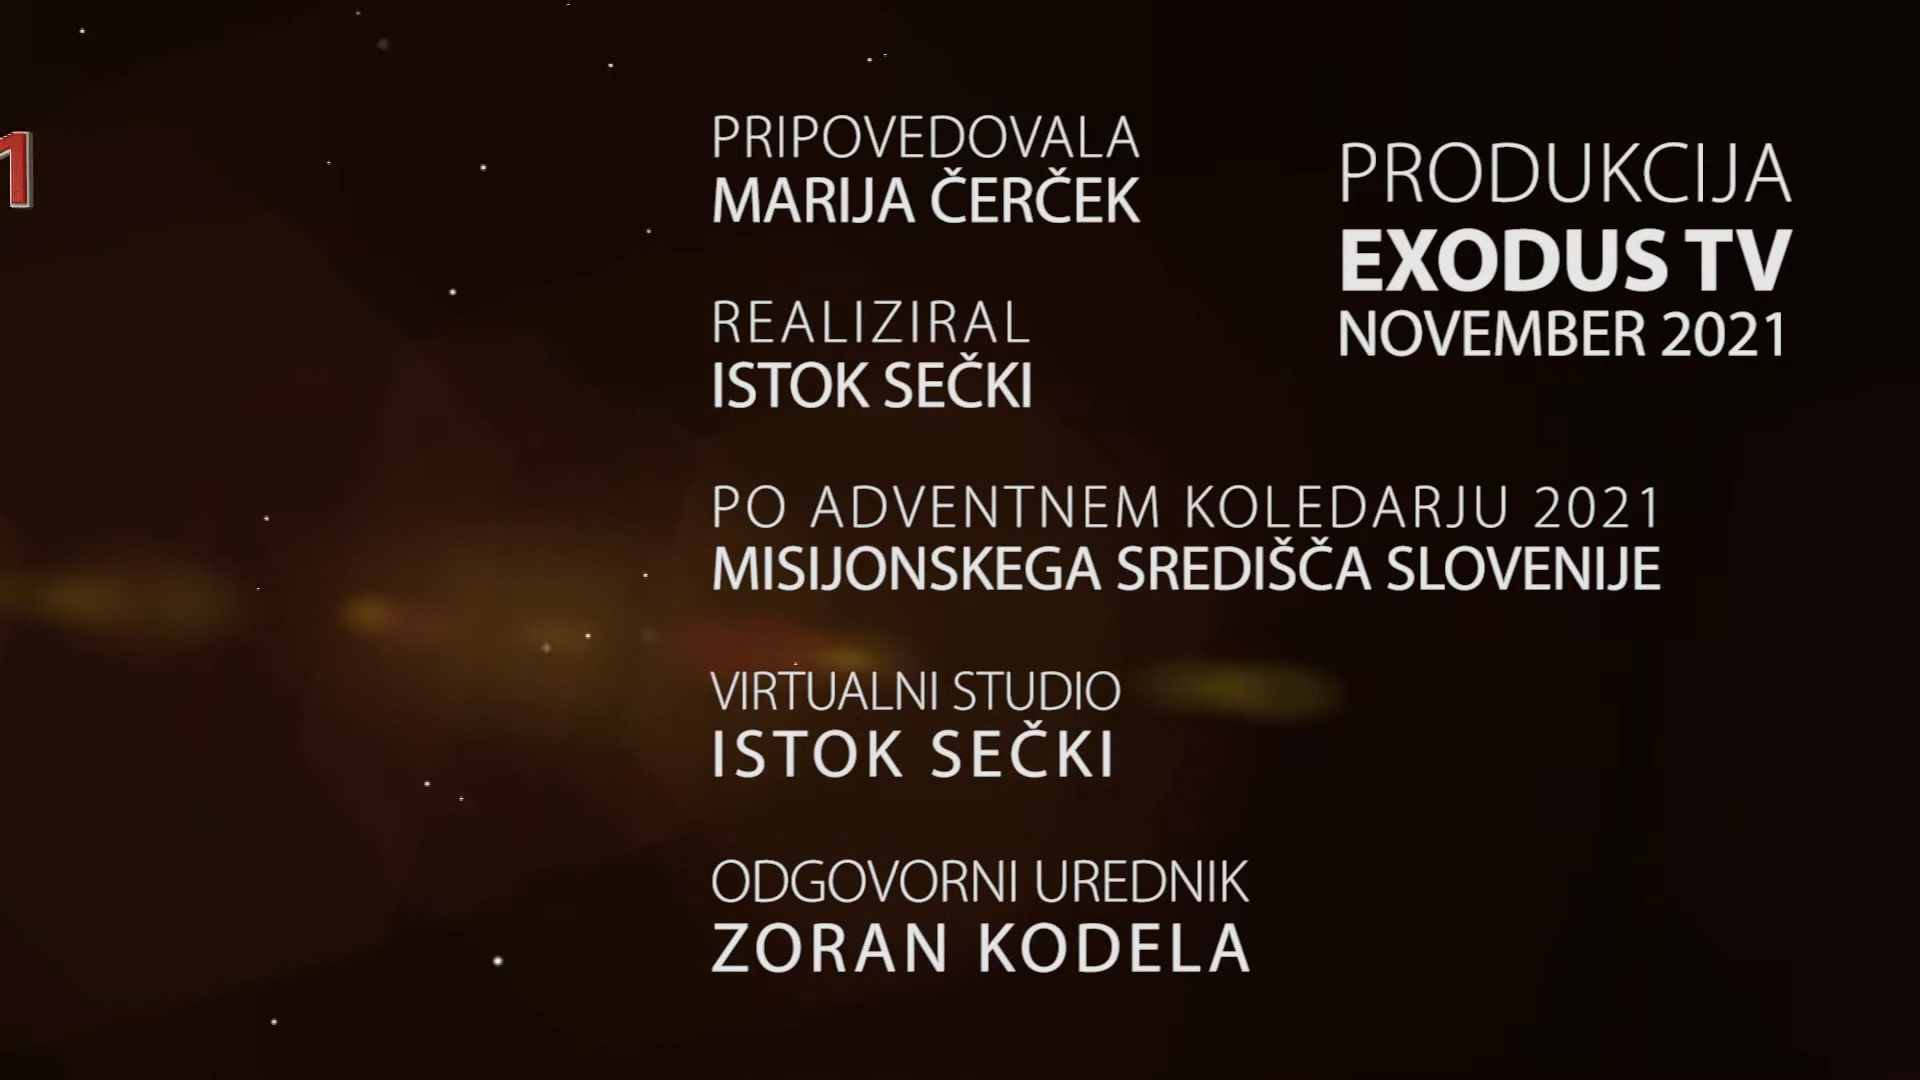 1
PRIPOVEDOVALA
MARIJA ČERČEK
REALIZIRAL
ISTOK SEČKI
PO ADVENTNEM KOLEDARJU 2021
MISIJONSKEGA SREDIŠČA SLOVENIJE
VIRTUALNI STUDIO
ISTOK SEČKI
ODGOVORNI UREDNIK
ZORAN KODELA
PRODUKCIJA
EXODUS TV
NOVEMBER 2021